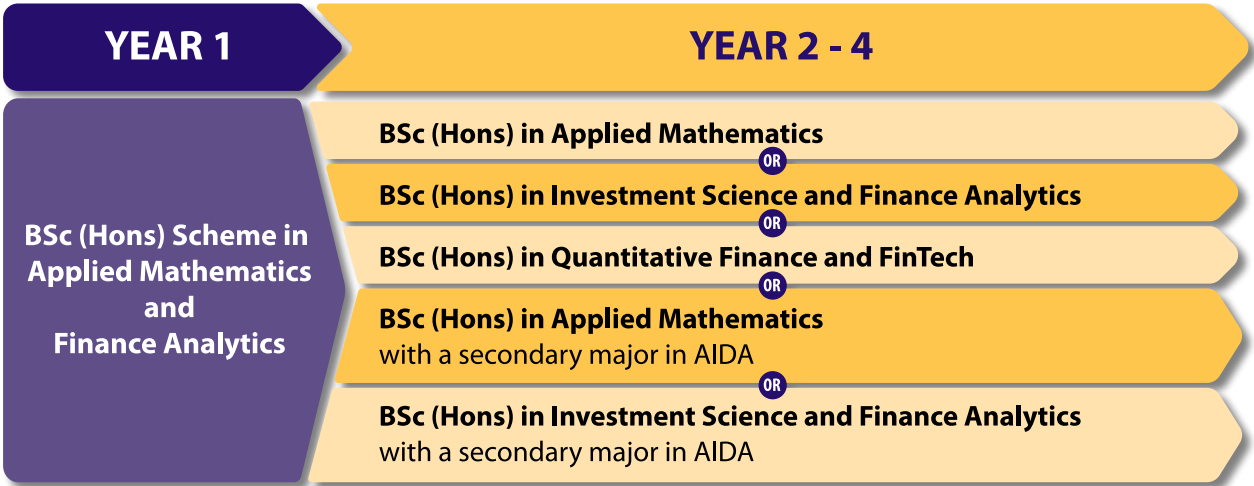 YEAR 1
YEAR 2 - 4
BSc (Hons) Scheme in
Applied Mathematics
and
Finance Analytics
BSc (Hons) in Applied Mathematics
OR
BSc (Hons) in Investment Science and Finance Analytics
OR
BSc (Hons) in Quantitative Finance and FinTech
OR
BSc (Hons) in Applied Mathematics
with a secondary major in AIDA
OR
BSc (Hons) in Investment Science and Finance Analytics
with a secondary major in AIDA